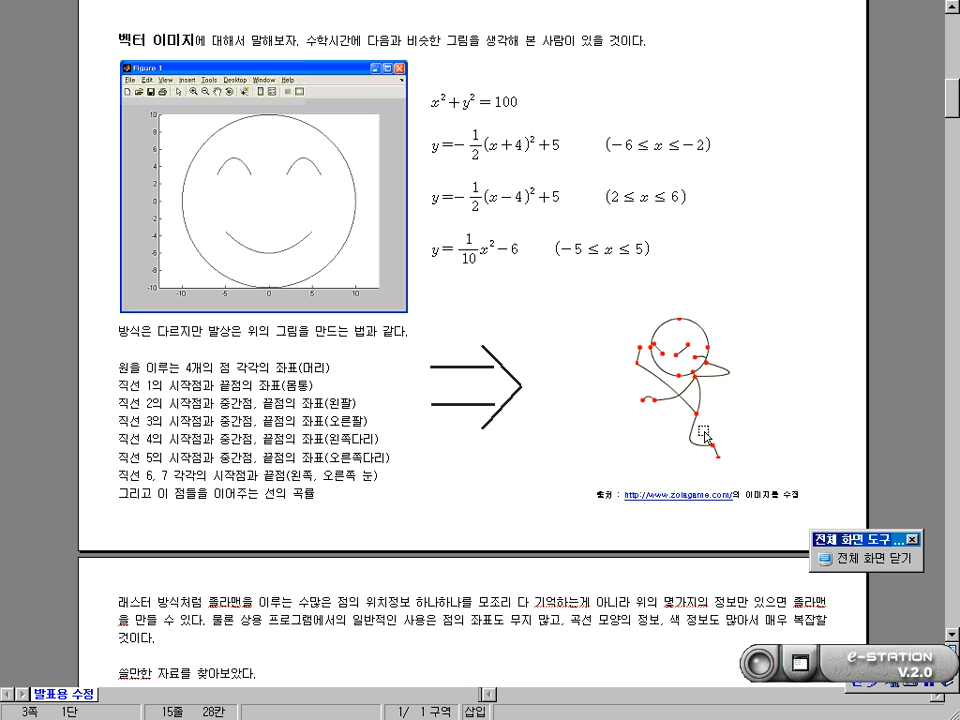 벡터 이미지에 대해서 말해보자. 수학시간에 다음과 비슷한 그림을 생각해 본 사람이 있을 것이다.
Figure 1
File Edit View Insert Tools Desktop Window Help
10
8
6
4
2
0
-2
-4
-6
-8
-10
-10 -5 0 5 10
x² + y² = 100
y = -1/2(x+4)² + 5 (-6 ≤ x ≤ -2)
y = -1/2(x-4)² + 5 (2 ≤ x ≤ 6)
y = 1/10 x² - 6 (-5 ≤ x ≤ 5)
방식은 다르지만 발상은 위의 그림을 만드는 법과 같다.
원을 이루는 4개의 점 각각의 좌표(머리)
직선 1의 시작점과 끝점의 좌표(몸통)
직선 2의 시작점과 중간점, 끝점의 좌표(왼팔)
직선 3의 시작점과 중간점, 끝점의 좌표(오른팔)
직선 4의 시작점과 중간점, 끝점의 좌표(왼쪽다리)
직선 5의 시작점과 중간점, 끝점의 좌표(오른쪽다리)
직선 6, 7 각각의 시작점과 끝점(왼쪽, 오른쪽 눈)
그리고 이 점들을 이어주는 선의 곡률
출처 : http://www.zolagame.com/의 이미지를 수정
전체 화면 도구 ...
전체 화면 닫기
래스터 방식처럼 졸라맨을 이루는 수많은 점의 위치정보 하나하나를 모조리 다 기억하는게 아니라 위의 몇가지의 정보만 있으면 졸라맨
을 만들 수 있다. 물론 상용 프로그램에서의 일반적인 사용은 점의 좌표도 무지 많고, 곡선 모양의 정보, 색 정보도 많아서 매우 복잡할
것이다.
쓸만한 자료를 찾아보았다.
e-STATION
V.2.0
발표용 수정
3쪽 1단 15줄 28칸 1/ 1 구역 삽입